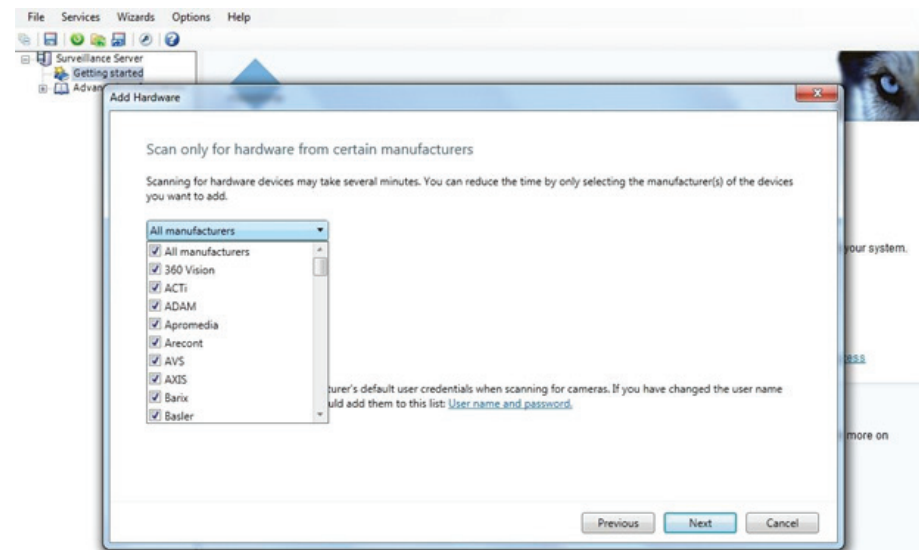 File Services Wizards Options Help
Surveillance Server
Getting started
Advan
Add Hardware
Scan only for hardware from certain manufacturers
Scanning for hardware devices may take several minutes. You can reduce the time by only selecting the manufacturer(s) of the devices
you want to add.
All manufacturers
All manufacturers
360 Vision
ACTi
ADAM
Apromedia
Arecont
AVS
AXIS
Barix
Basler
turer's default user credentials when scanning for cameras. If you have changed the user name
uld add them to this list: User name and password.
your system.
ess
more on
Previous Next Cancel